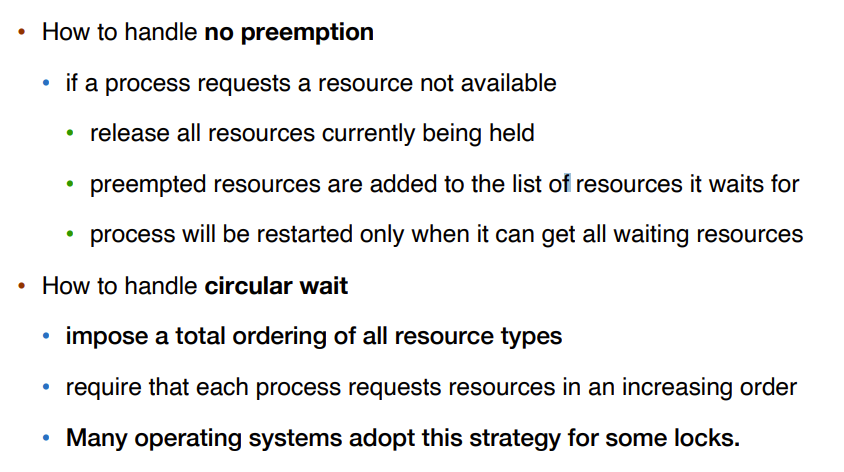 • How to handle no preemption
• if a process requests a resource not available
• release all resources currently being held
• preempted resources are added to the list of resources it waits for
• process will be restarted only when it can get all waiting resources
• How to handle circular wait
• impose a total ordering of all resource types
• require that each process requests resources in an increasing order
• Many operating systems adopt this strategy for some locks.